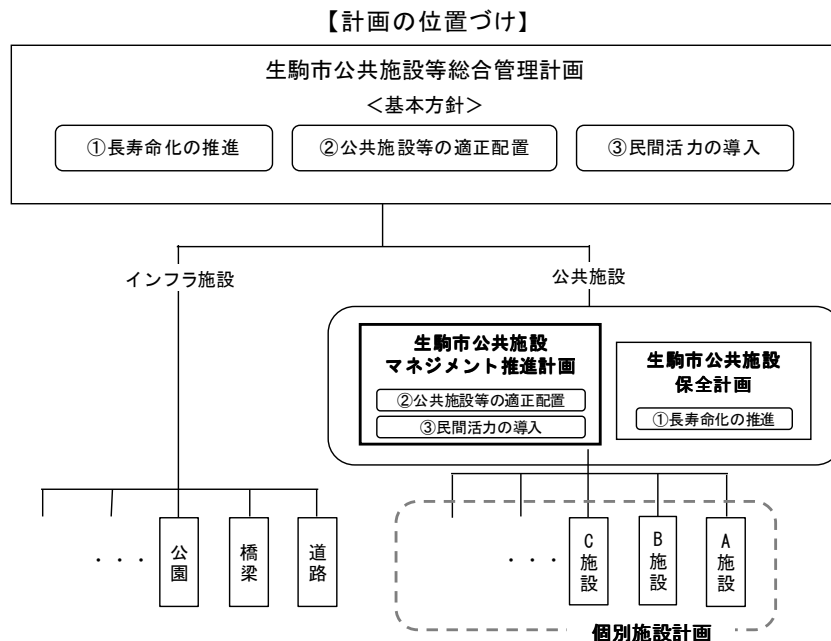 【計画の位置づけ】
生駒市公共施設等総合管理計画
＜基本方針＞
①長寿命化の推進
②公共施設等の適正配置
③民間活力の導入
インフラ施設
公共施設
生駒市公共施設
マネジメント推進計画
②公共施設等の適正配置
③民間活力の導入
生駒市公共施設
保全計画
①長寿命化の推進
・・・
公園
橋梁
道路
・・・
C施設
B施設
A施設
個別施設計画